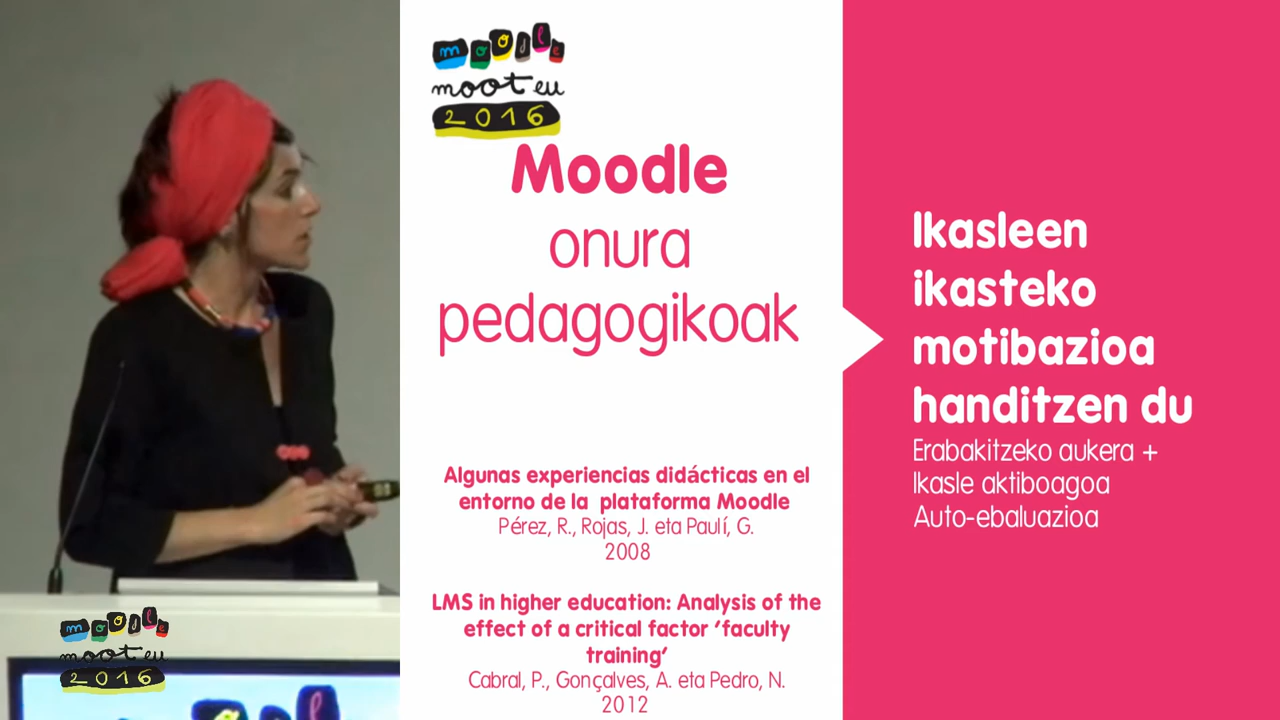 moodle
moot eu
2016
Moodle
onura
pedagogikoak
Algunas experiencias didácticas en el
entorno de la plataforma Moodle
Pérez, R., Rojas, J. eta Paulí, G.
2008
LMS in higher education: Analysis of the
effect of a critical factor ‘faculty
training’
Cabral, P., Gonçalves, A. eta Pedro, N.
2012
Ikasleen
ikasteko
motibazioa
handitzen du
Erabakitzeko aukera +
Ikasle aktiboagoa
Auto-ebaluazioa
moodle
moot eu
2016